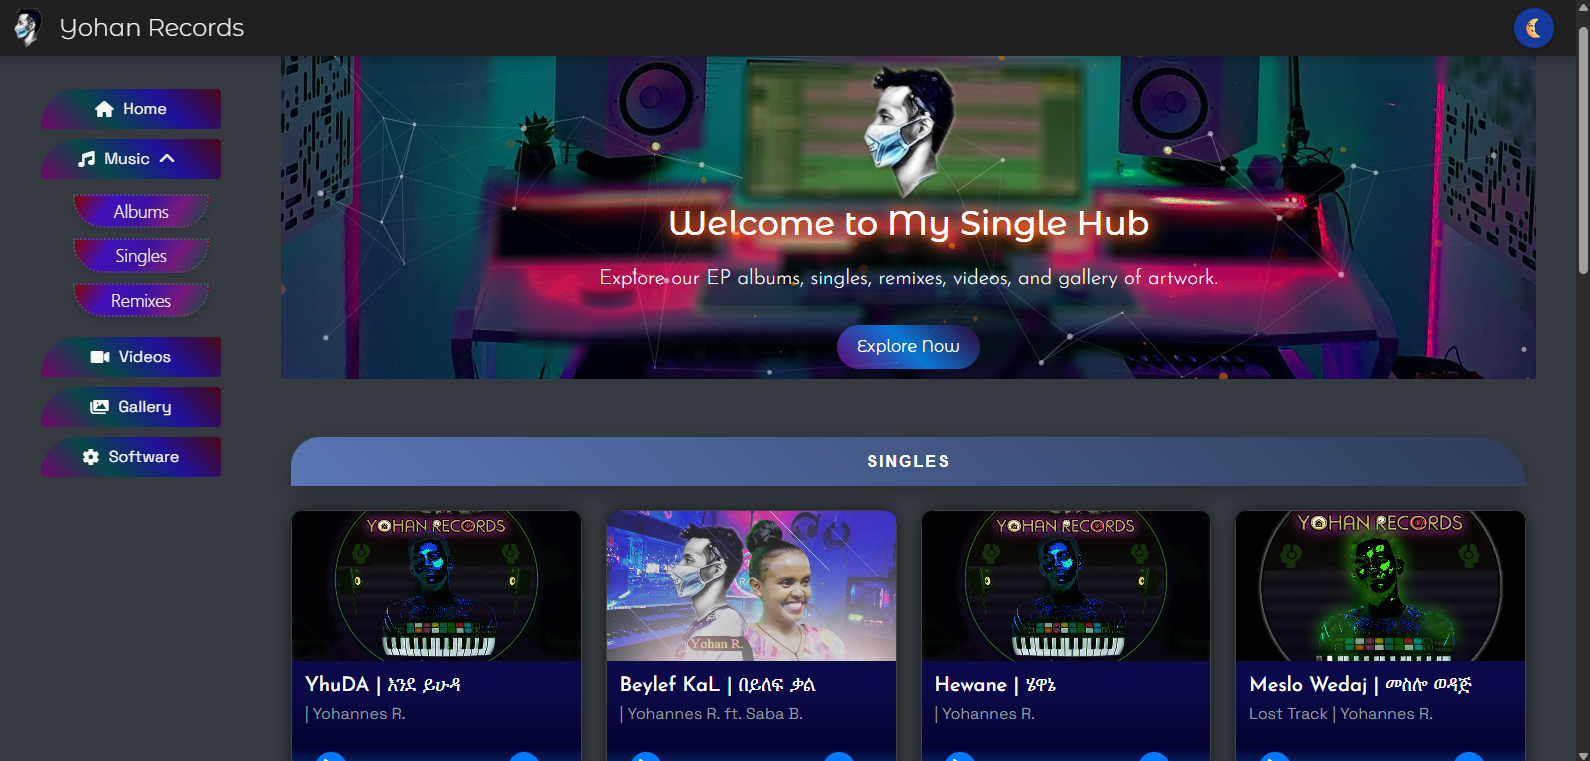 Yohan Records
Home
Music
Albums
Singles
Remixes
Videos
Gallery
Software
Welcome to My Single Hub
Explore our EP albums, singles, remixes, videos, and gallery of artwork.
Explore Now
SINGLES
YOHAN RECORDS
YhuDA | እንደ ይሁዳ
| Yohannes R.
Yohan R.
Beylef KaL | በይለፍ ቃል
| Yohannes R. ft. Saba B.
YOHAN RECORDS
Hewane | ሄዋኔ
| Yohannes R.
YOHAN RECORDS
Meslo Wedaj | መስሎ ወዳጅ
Lost Track | Yohannes R.